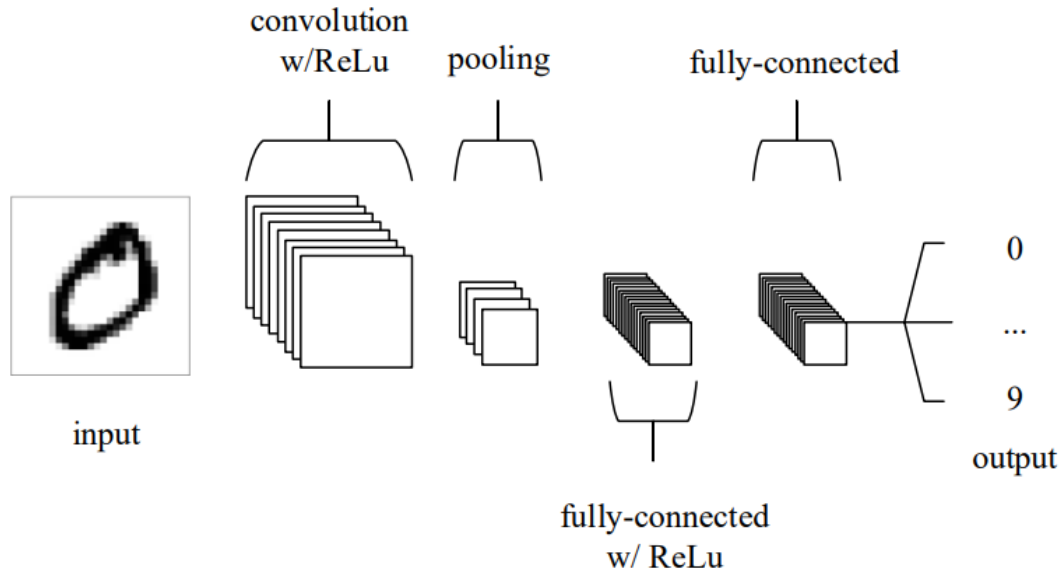 convolution
w/ReLu
pooling
fully-connected
0
...
9
input
output
fully-connected
w/ ReLu